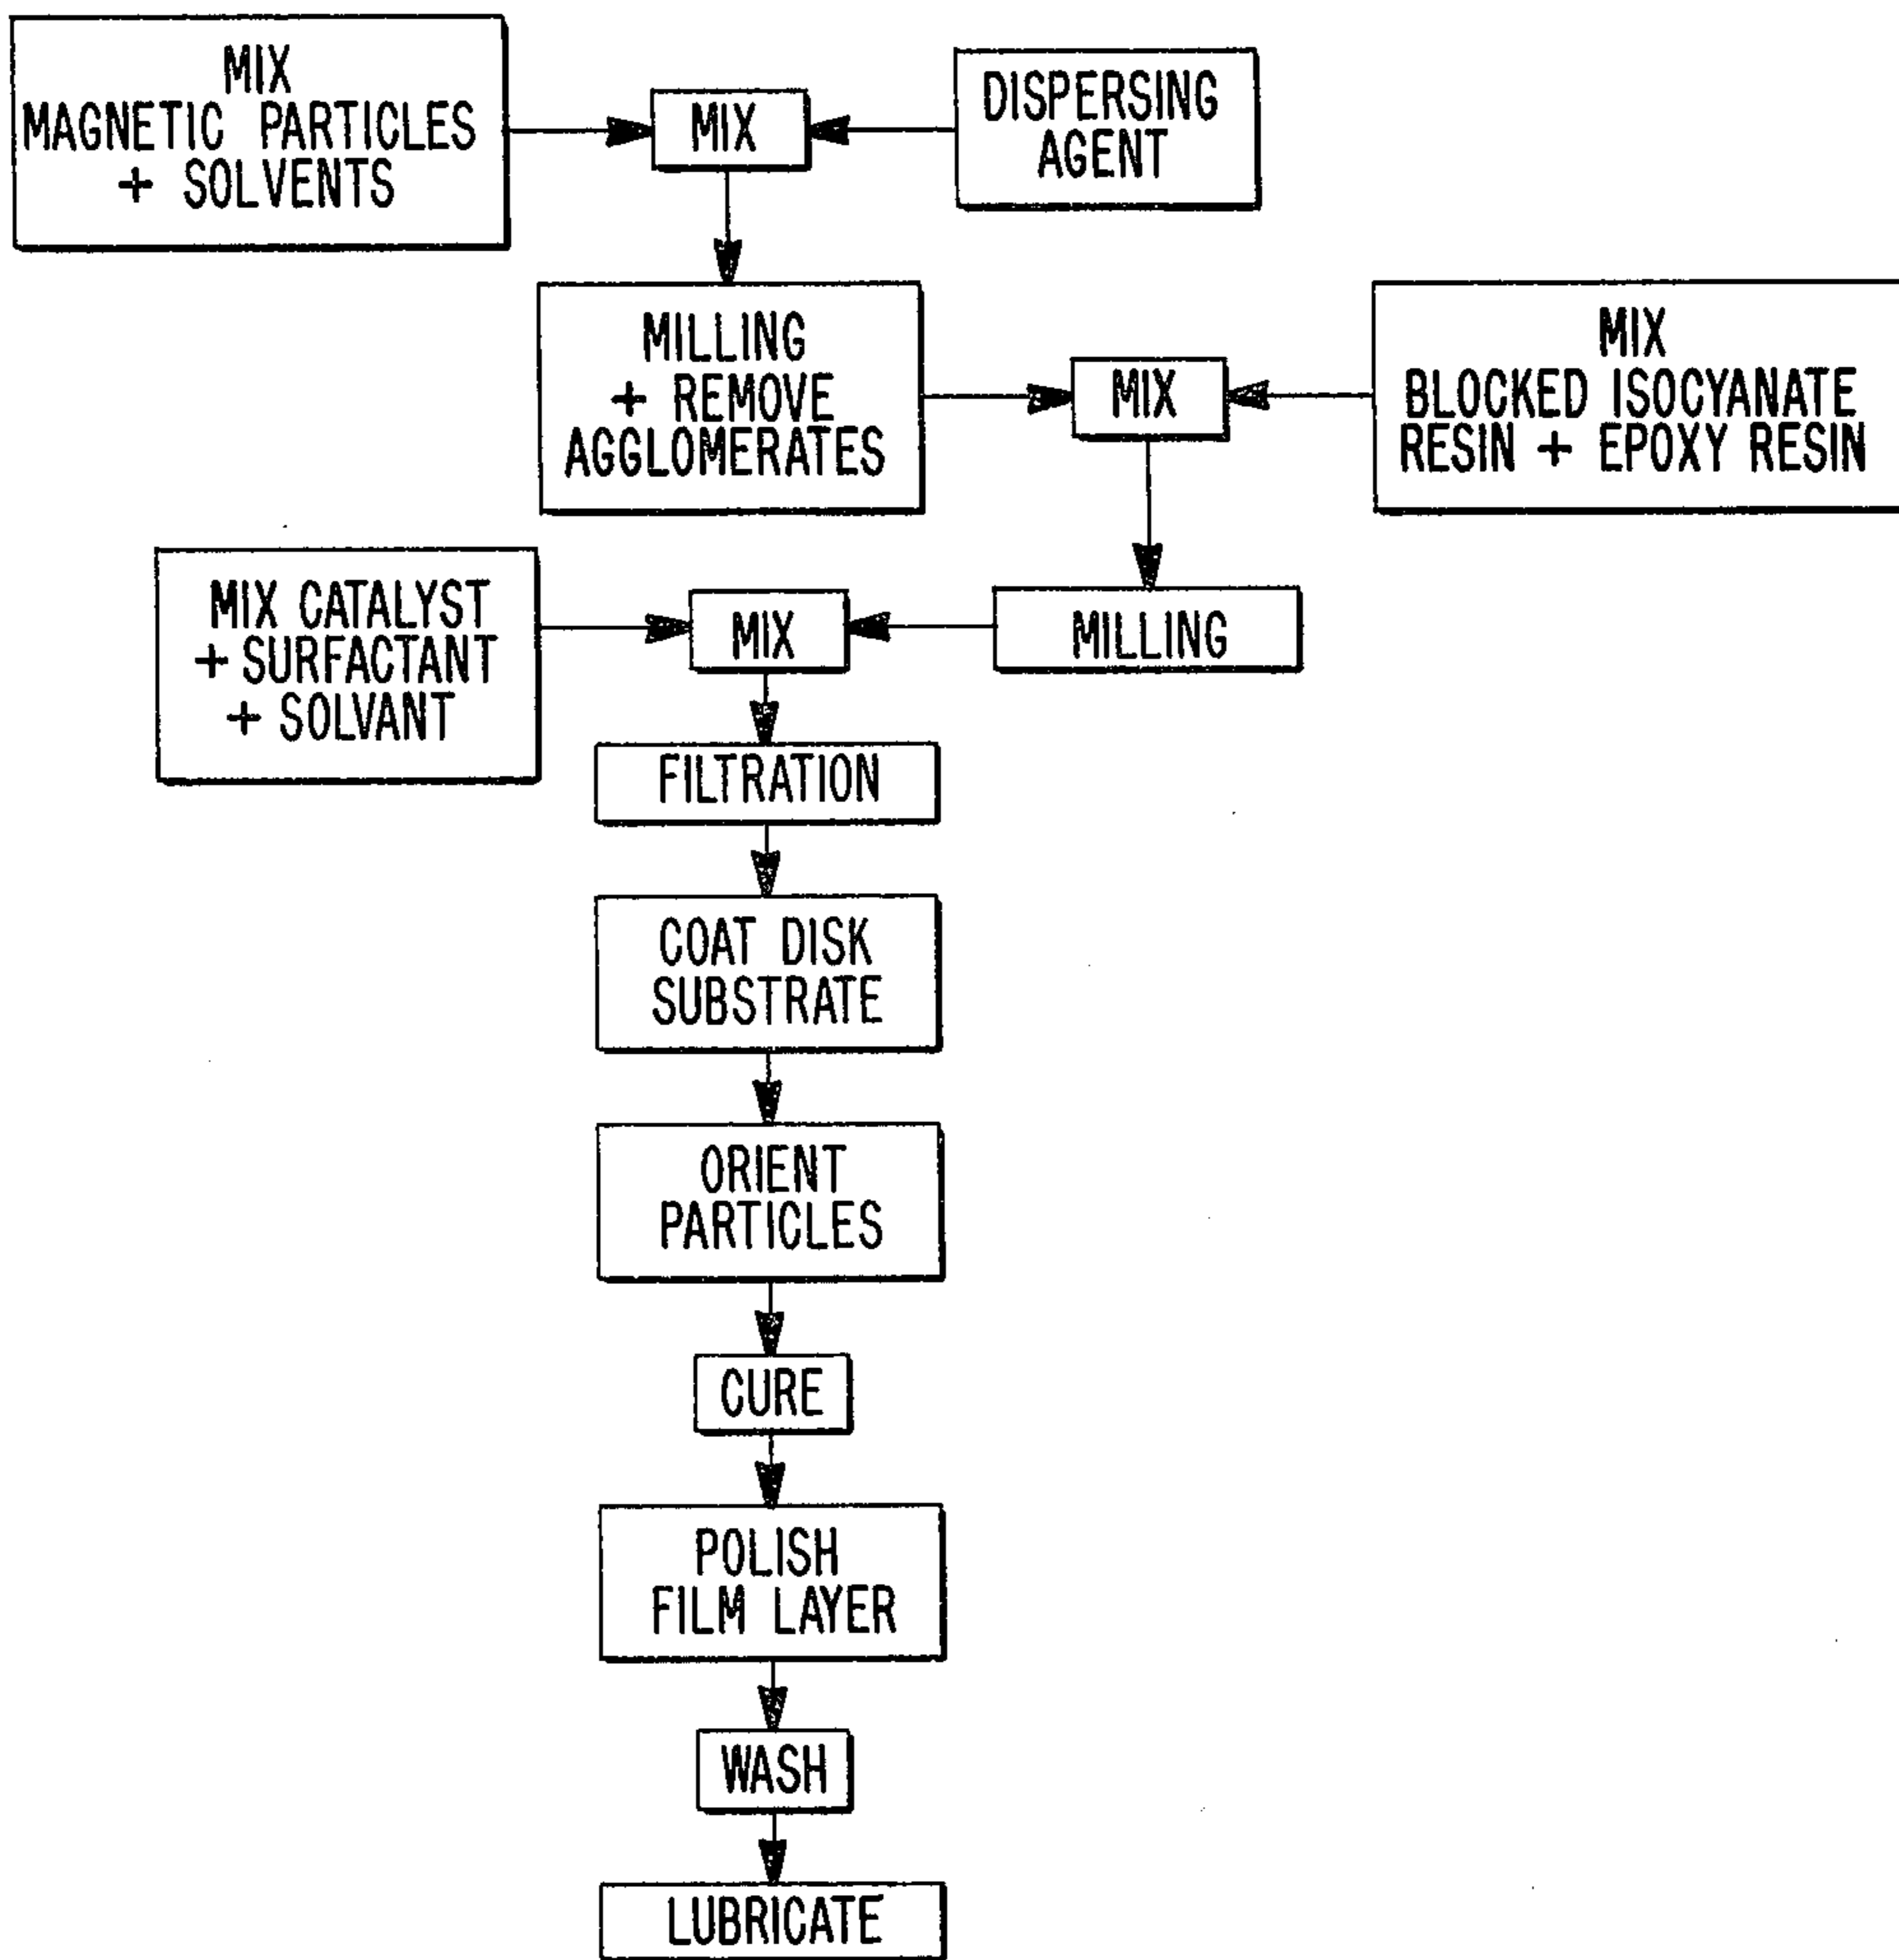 MIX
MAGNETIC PARTICLES
+ SOLVENTS
MIX
DISPERSING
AGENT
MILLING
+ REMOVE
AGGLOMERATES
MIX
MIX
BLOCKED ISOCYANATE
RESIN + EPOXY RESIN
MIX CATALYST
+ SURFACTANT
+ SOLVANT
MIX
MILLING
FILTRATION
COAT DISK
SUBSTRATE
ORIENT
PARTICLES
CURE
POLISH
FILM LAYER
WASH
LUBRICATE